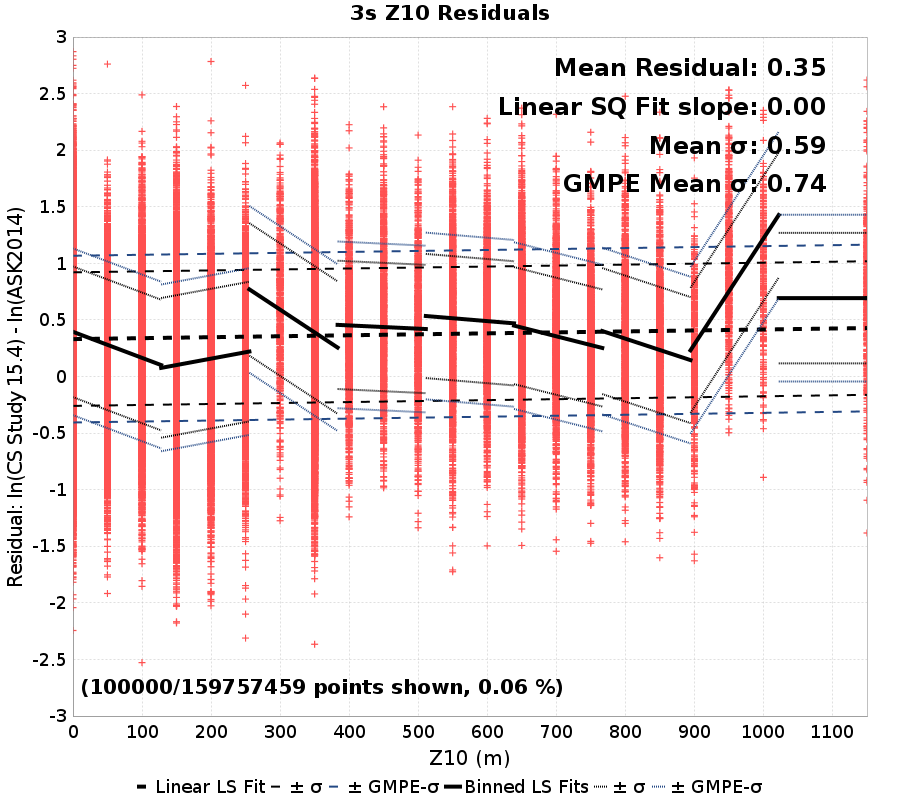 3s Z10 Residuals
Mean Residual: 0.35
Linear SQ Fit slope: 0.00
Mean σ: 0.59
GMPE Mean σ: 0.74
Residual: ln(CS Study 15.4) - ln(ASK2014)
3
2.5
2
1.5
1
0.5
0
-0.5
-1
-1.5
-2
-2.5
-3
(100000/159757459 points shown, 0.06 %)
0 100 200 300 400 500 600 700 800 900 1000 1100
Z10 (m)
Linear LS Fit ± σ ± GMPE-σ Binned LS Fits ± σ ± GMPE-σ